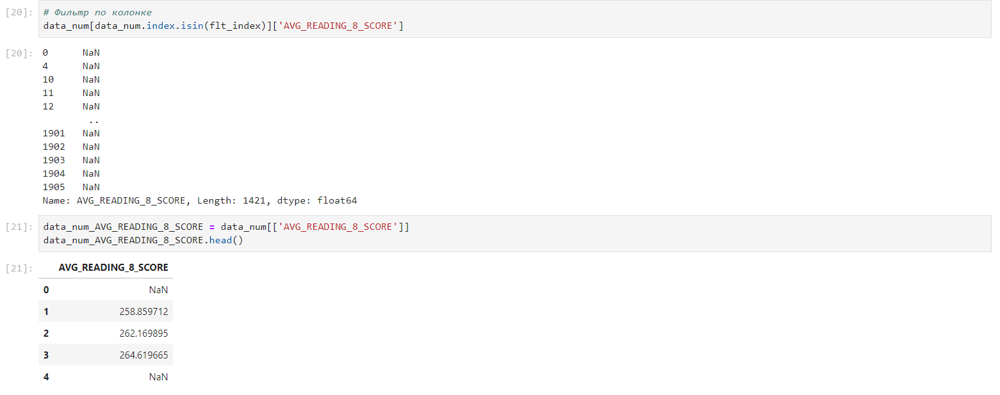 [20]: # Фильтр по колонке
data_num[data_num.index.isin(flt_index)]['AVG_READING_8_SCORE']
[20]: 0 NaN
4 NaN
10 NaN
11 NaN
12 NaN
..
1901 NaN
1902 NaN
1903 NaN
1904 NaN
1905 NaN
Name: AVG_READING_8_SCORE, Length: 1421, dtype: float64
[21]: data_num_AVG_READING_8_SCORE = data_num[['AVG_READING_8_SCORE']]
data_num_AVG_READING_8_SCORE.head()
[21]: AVG_READING_8_SCORE
0 NaN
1 258.859712
2 262.169895
3 264.619665
4 NaN